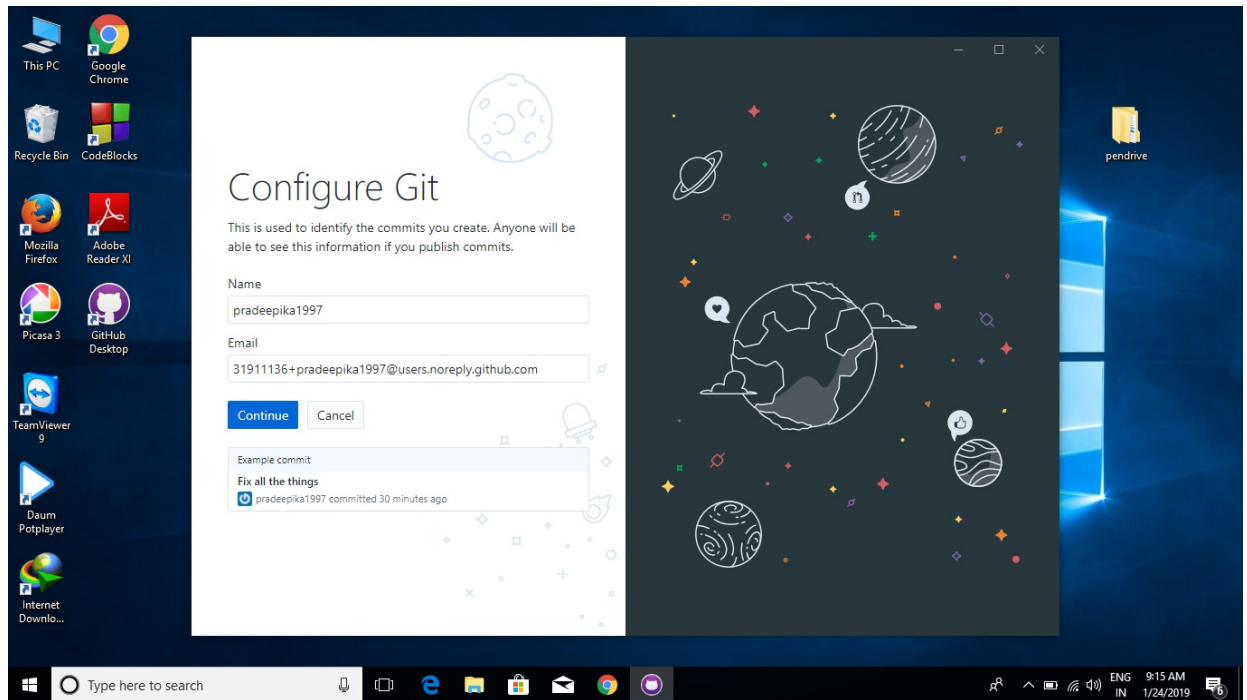 This PC
Google
Chrome
Recycle Bin
CodeBlocks
Mozilla
Firefox
Adobe
Reader XI
Picasa 3
GitHub
Desktop
TeamViewer
9
Daum
Potplayer
Internet
Downlo...
pendrive
Configure Git
This is used to identify the commits you create. Anyone will be
able to see this information if you publish commits.
Name
pradeepika1997
Email
31911136+pradeepika1997@users.noreply.github.com
Continue
Cancel
Example commit
Fix all the things
pradeepika1997 committed 30 minutes ago
Type here to search
ENG
IN
9:15 AM
1/24/2019
6